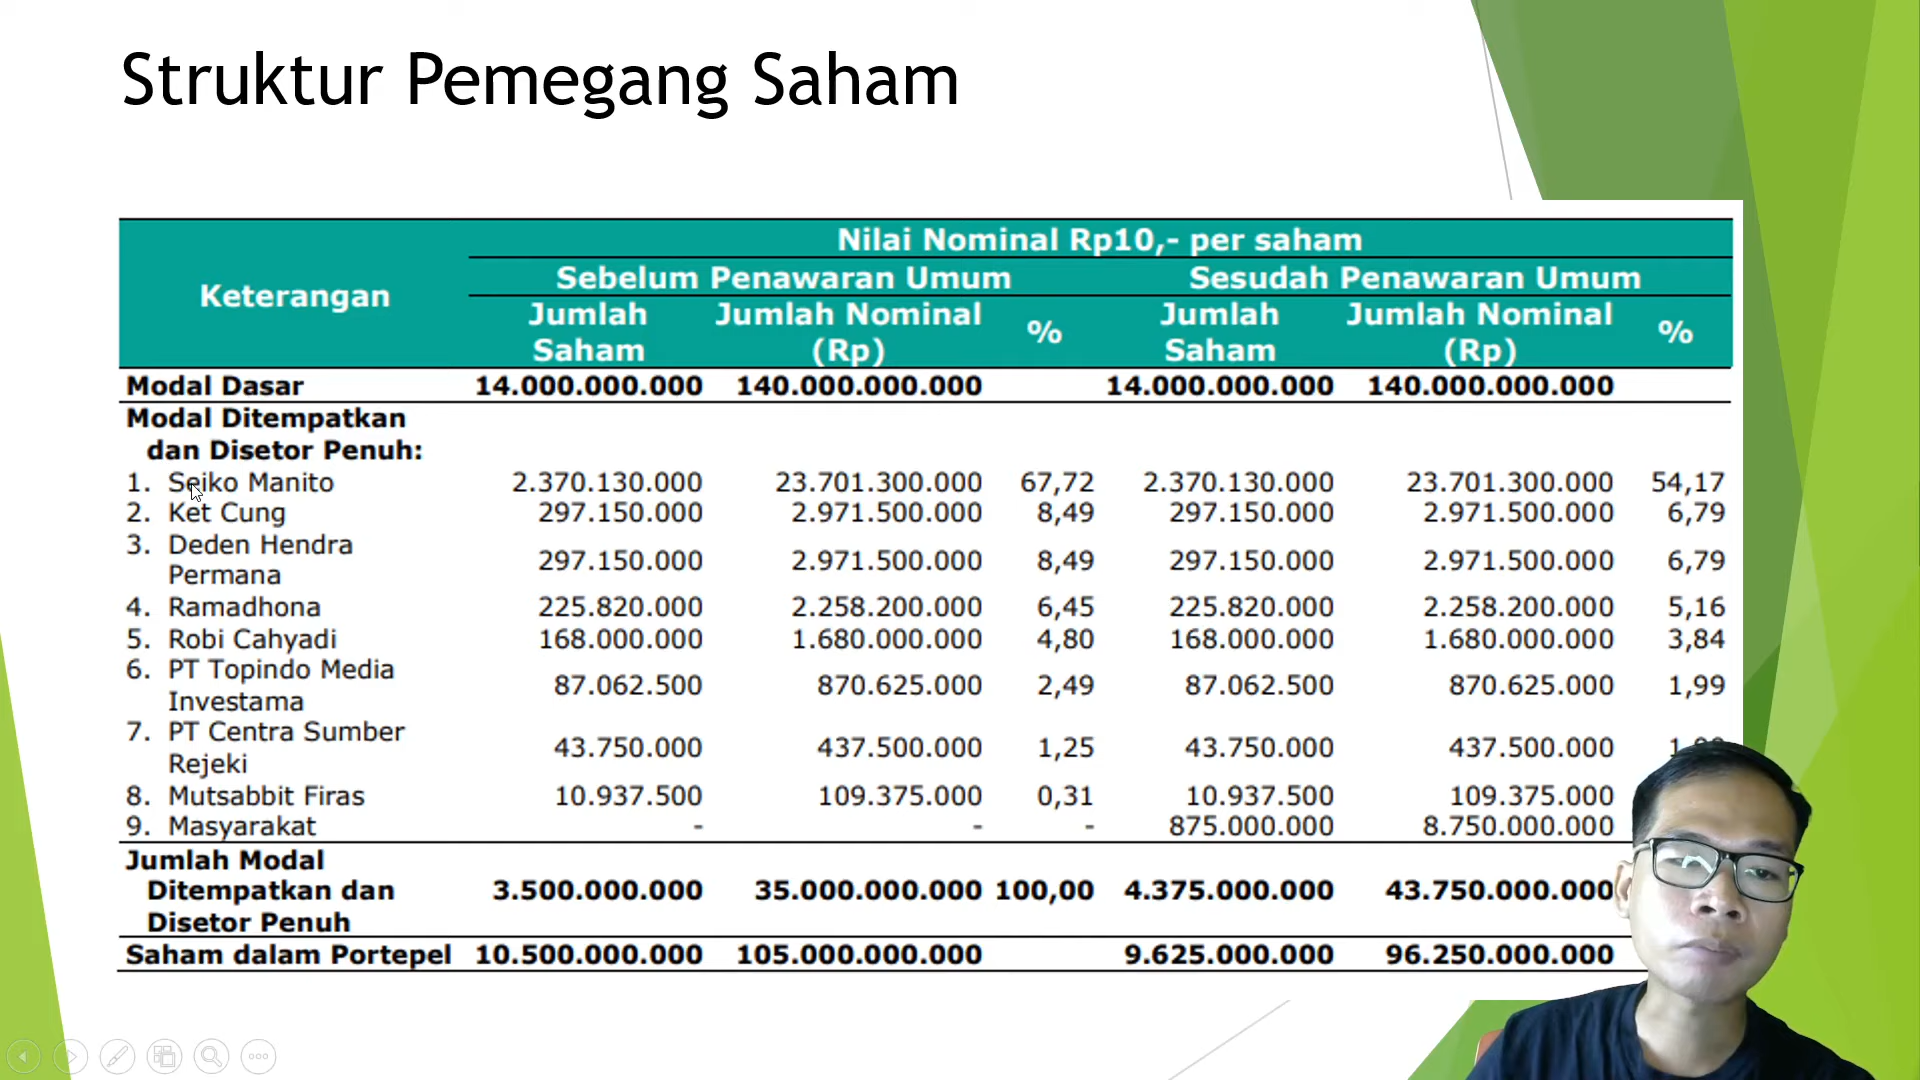 Struktur Pemegang Saham
Nilai Nominal Rp10,- per saham
Keterangan
Sebelum Penawaran Umum
Sesudah Penawaran Umum
Jumlah Saham
Jumlah Nominal (Rp)
%
Jumlah Saham
Jumlah Nominal (Rp)
%
Modal Dasar 14.000.000.000 140.000.000.000 14.000.000.000 140.000.000.000
Modal Ditempatkan
dan Disetor Penuh:
1. Seiko Manito 2.370.130.000 23.701.300.000 67,72 2.370.130.000 23.701.300.000 54,17
2. Ket Cung 297.150.000 2.971.500.000 8,49 297.150.000 2.971.500.000 6,79
3. Deden Hendra
Permana 297.150.000 2.971.500.000 8,49 297.150.000 2.971.500.000 6,79
4. Ramadhona 225.820.000 2.258.200.000 6,45 225.820.000 2.258.200.000 5,16
5. Robi Cahyadi 168.000.000 1.680.000.000 4,80 168.000.000 1.680.000.000 3,84
6. PT Topindo Media
Investama 87.062.500 870.625.000 2,49 87.062.500 870.625.000 1,99
7. PT Centra Sumber
Rejeki 43.750.000 437.500.000 1,25 43.750.000 437.500.000
8. Mutsabbit Firas 10.937.500 109.375.000 0,31 10.937.500 109.375.000
9. Masyarakat - - - 875.000.000 8.750.000.000
Jumlah Modal
Ditempatkan dan 3.500.000.000 35.000.000.000 100,00 4.375.000.000 43.750.000.000
Disetor Penuh
Saham dalam Portepel 10.500.000.000 105.000.000.000 9.625.000.000 96.250.000.000